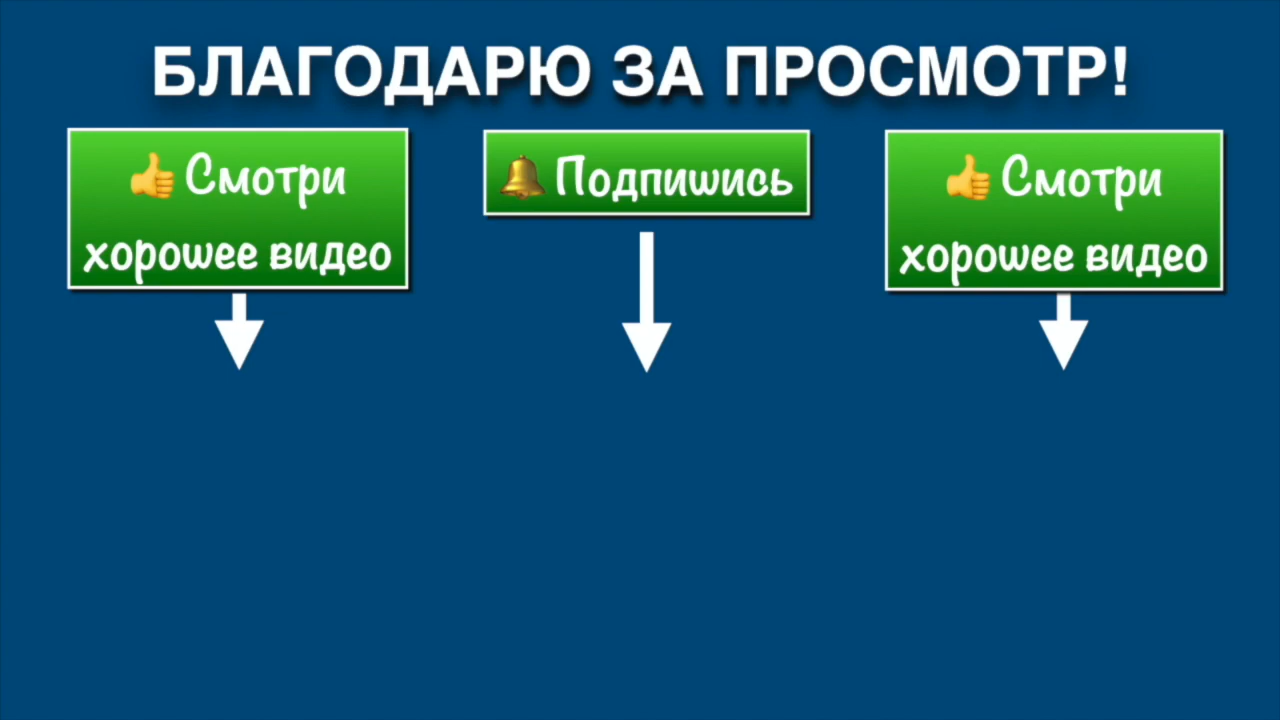 БЛАГОДАРЮ ЗА ПРОСМОТР!
👍 Смотри
хорошее видео
🔔 Подпишись
👍 Смотри
хорошее видео